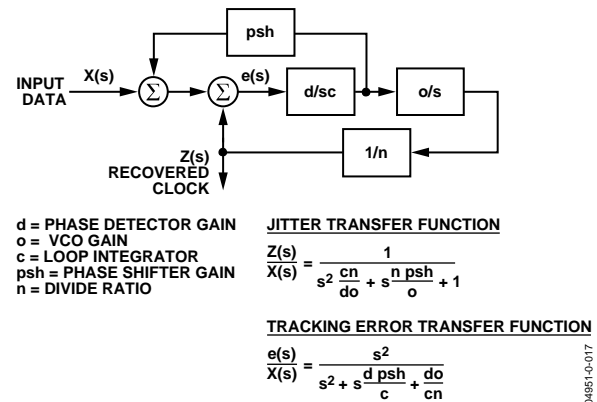 psh
INPUT DATA
X(s)
Σ
Σ
e(s)
d/sc
o/s
1/n
Z(s)
RECOVERED
CLOCK
d = PHASE DETECTOR GAIN
o = VCO GAIN
c = LOOP INTEGRATOR
psh = PHASE SHIFTER GAIN
n = DIVIDE RATIO
JITTER TRANSFER FUNCTION
Z(s)/X(s) = 1/(s² cn/do + s n psh/o + 1)
TRACKING ERROR TRANSFER FUNCTION
e(s)/X(s) = s²/(s² + s d psh/c + do/cn)
04951-0-017